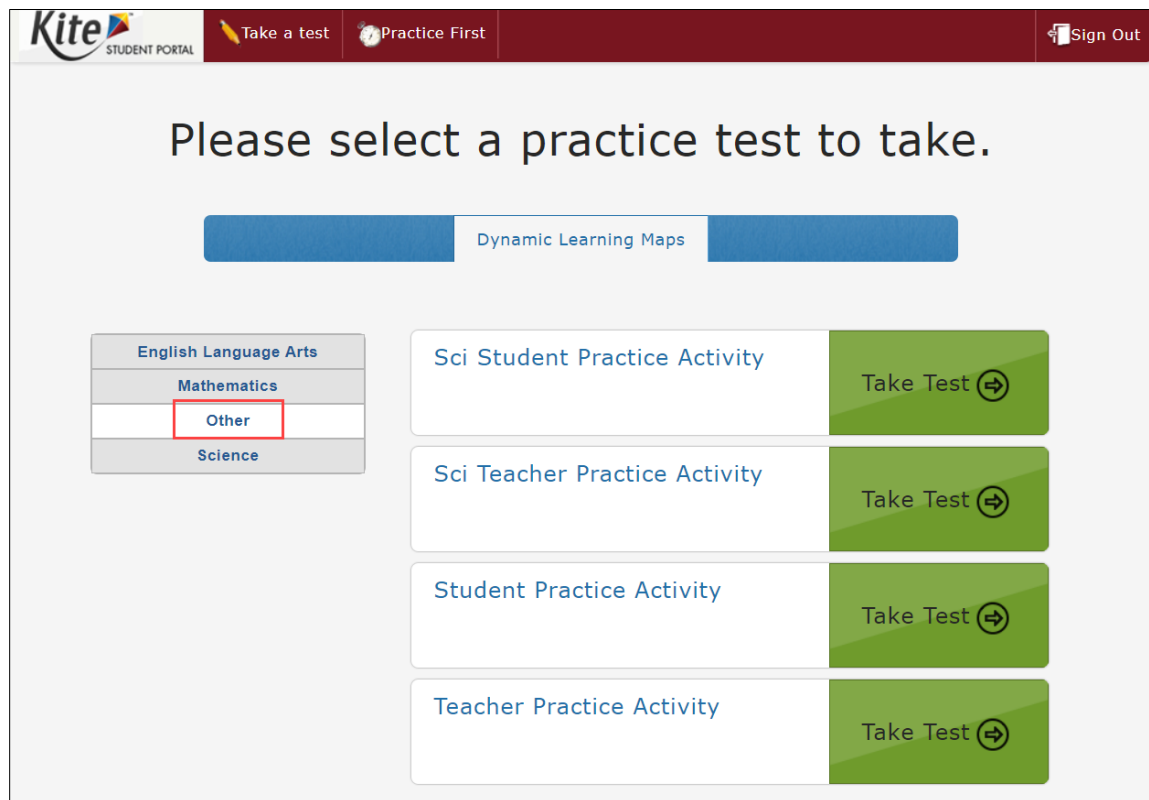 Kite STUDENT PORTAL
Take a test
Practice First
Sign Out
Please select a practice test to take.
Dynamic Learning Maps
English Language Arts
Mathematics
Other
Science
Sci Student Practice Activity
Take Test
Sci Teacher Practice Activity
Take Test
Student Practice Activity
Take Test
Teacher Practice Activity
Take Test